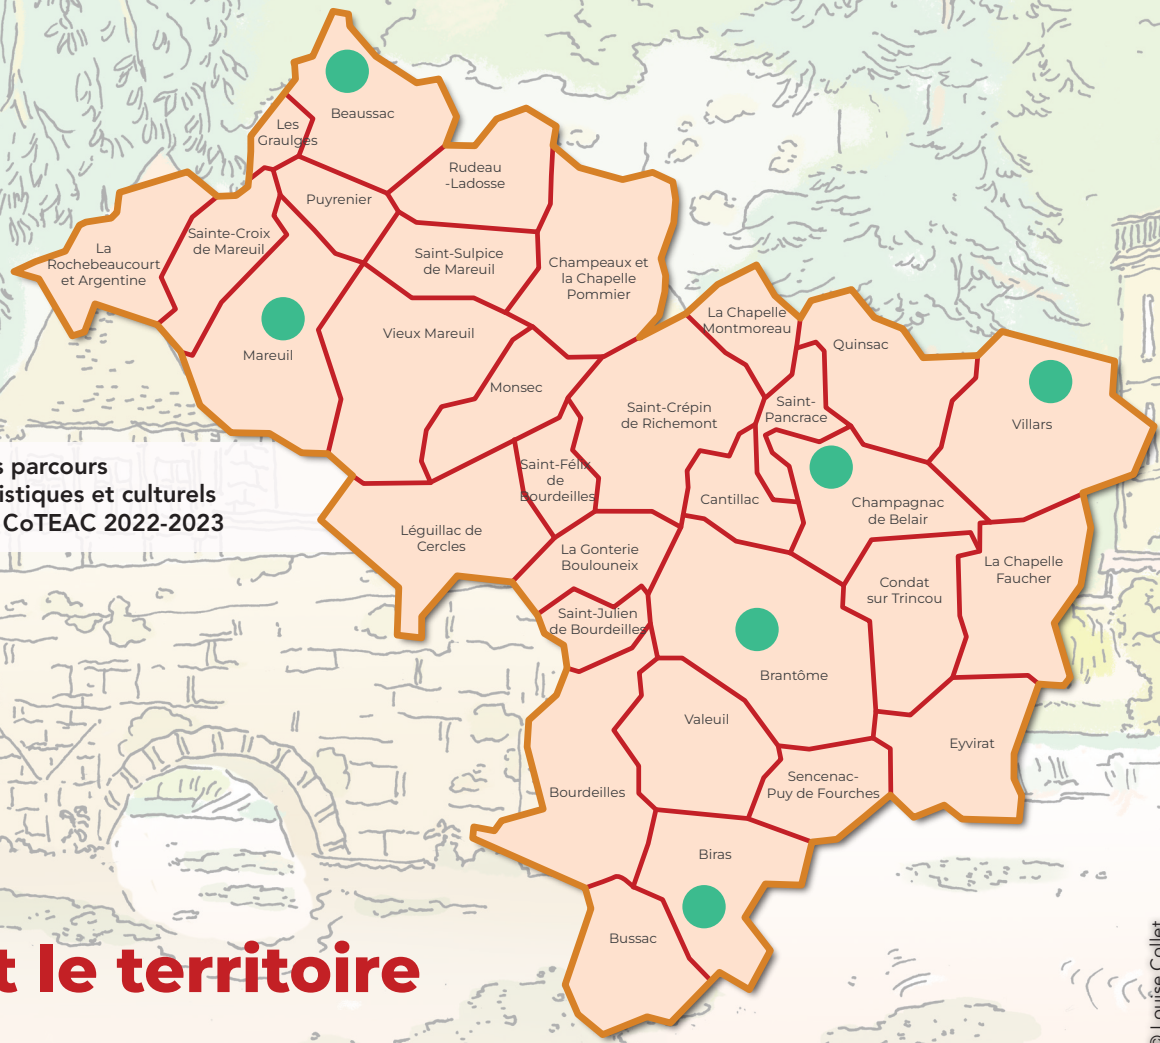 Beaussac
Les
Graulges
Rudeau
-Ladosse
Puyrenier
La
Rochebeaucourt
et Argentine
Sainte-Croix
de Mareuil
Saint-Sulpice
de Mareuil
Champeaux et
la Chapelle
Pommier
La Chapelle
Montmoreau
Vieux Mareuil
Mareuil
Quinsac
Monsec
Saint-Crépin
de Richemont
Saint-
Pancrace
Villars
s parcours
istiques et culturels
CoTEAC 2022-2023
Saint-Félix
de
Bourdeilles
Cantillac
Champagnac
de Belair
Léguillac de
Cercles
La Gonterie
Boulouneix
Condat
sur Trincou
La Chapelle
Faucher
Saint-Julien
de Bourdeilles
Brantôme
Valeuil
Eyvirat
Sencenac-
Puy de Fourches
Bourdeilles
Biras
Bussac
t le territoire
© Louise Collet